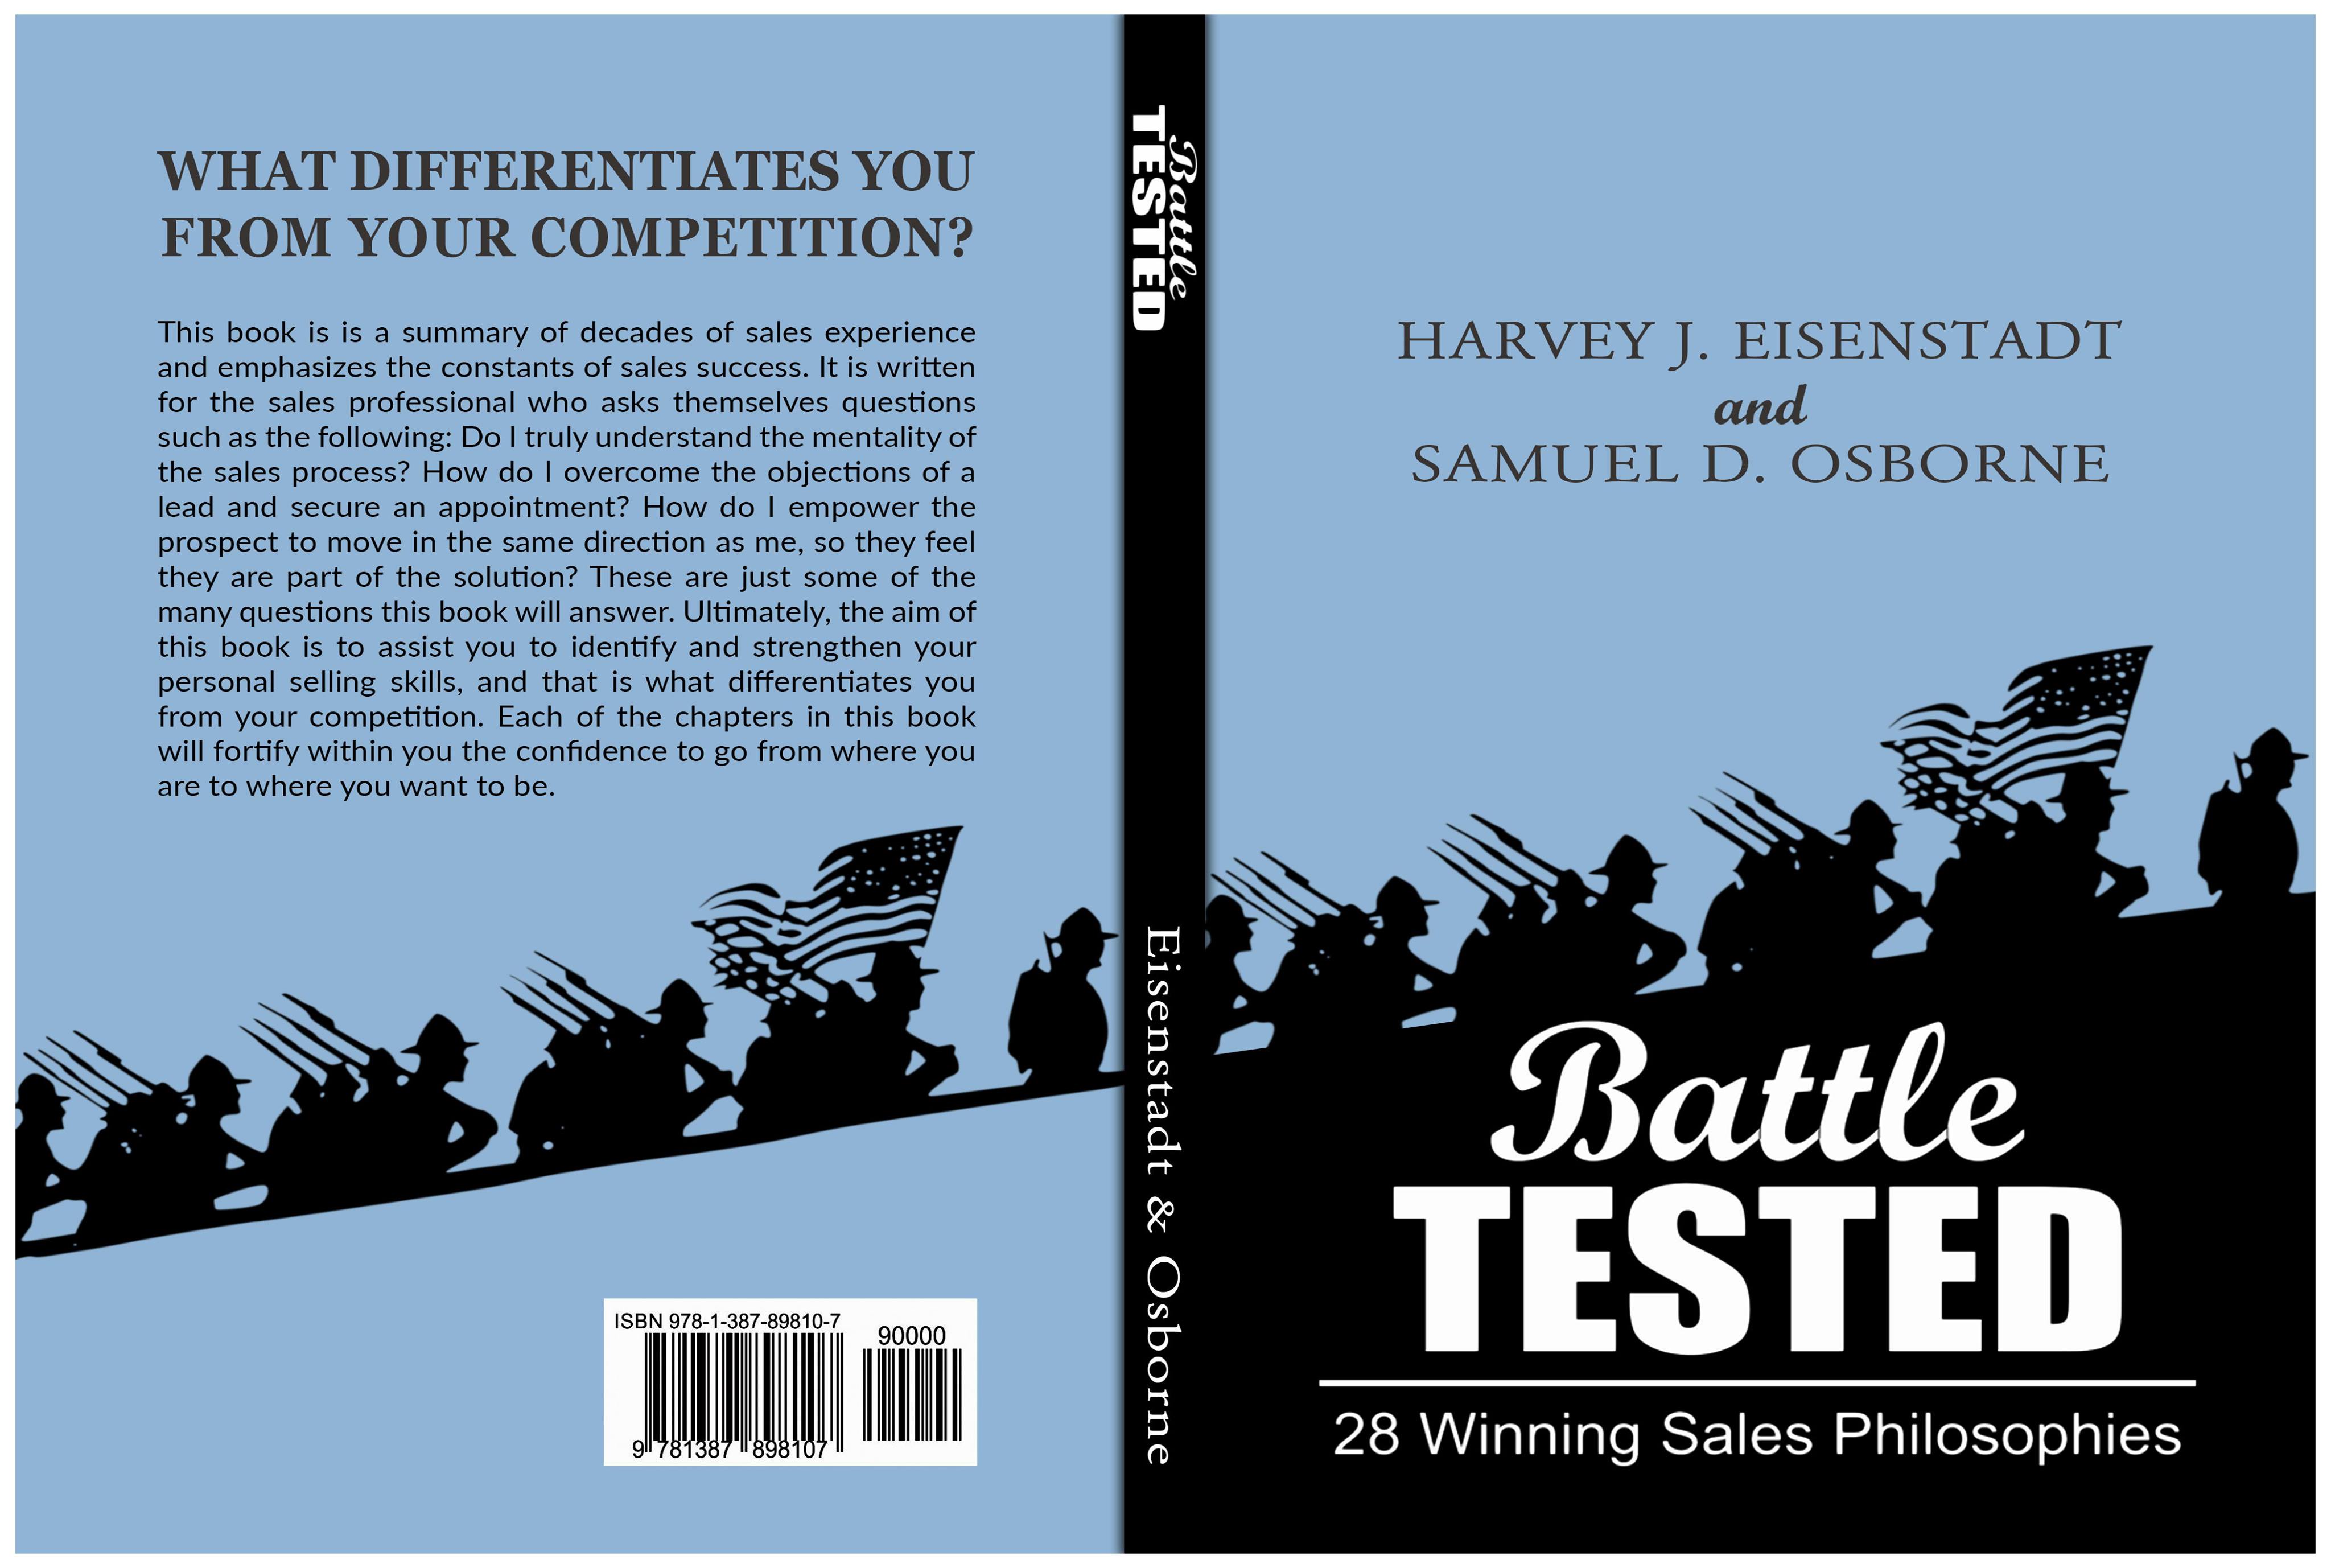 WHAT DIFFERENTIATES YOU
FROM YOUR COMPETITION?
This book is is a summary of decades of sales experience
and emphasizes the constants of sales success. It is written
for the sales professional who asks themselves questions
such as the following: Do I truly understand the mentality of
the sales process? How do I overcome the objections of a
lead and secure an appointment? How do I empower the
prospect to move in the same direction as me, so they feel
they are part of the solution? These are just some of the
many questions this book will answer. Ultimately, the aim of
this book is to assist you to identify and strengthen your
personal selling skills, and that is what differentiates you
from your competition. Each of the chapters in this book
will fortify within you the confidence to go from where you
are to where you want to be.
ISBN 978-1-387-89810-7
90000
9 781387 898107
Battle
TESTED
Eisenstadt & Osborne
HARVEY J. EISENSTADT
and
SAMUEL D. OSBORNE
Battle
TESTED
28 Winning Sales Philosophies